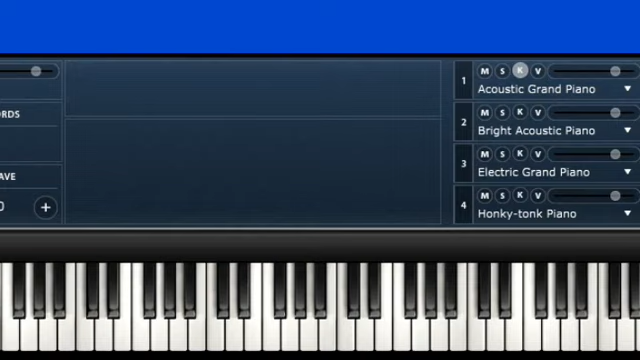 1 M S K V
Acoustic Grand Piano
2 M S K V
Bright Acoustic Piano
3 M S K V
Electric Grand Piano
4 M S K V
Honky-tonk Piano
ORDS
AVE
0 +